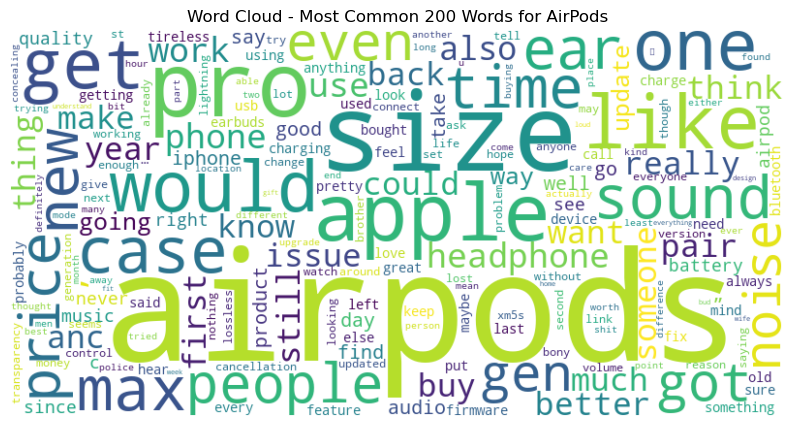 Word Cloud - Most Common 200 Words for AirPods
quality
st
tireless
say
try
using
even
also
another
long
ear
tell
one
found
concealing
get
hour
work
lightning
pro
use
anything
back
look
time
u
buying
place
update
charge
think
trying
getting
already
part
able
two
lot
used
connect
take
size
may
though
either
understand
bit
usb
earbuds
bought
ask
like
thing
make
working
phone
good
feel
set
life
come
hope
anyone
loud
call
kind
airpod
bluetooth
year
iphone
charging
change
care
everyone
enough
location
end
pretty
could
way
well
go
really
actually
design
give
next
would
gift
different
brother
apple
problem
see
device
sound
least
everything
need
definitely
mode
many
new
going
right
know
want
version
ever
probably
price
case
upgrade
love
issue
headphone
someone
pair
noise
generation
month
away
fit
never
said
watch
around
great
lost
without
battery
difference
always
thought
men
seems
first
nothing
lossless
product
still
looking
left
keep
person
mean
maybe
home
second
xm5s
worth
link
shit
bud
mind
wife
best
music
tried
airpods
day
else
last
fix
transparency
money
anc
c
control
police
hear
week
cancellation
updated
find
put
bony
volume
point
reason
saying
old
sure
since
max
every
people
feature
audio
firmware
buy
gen
better
much
got
something